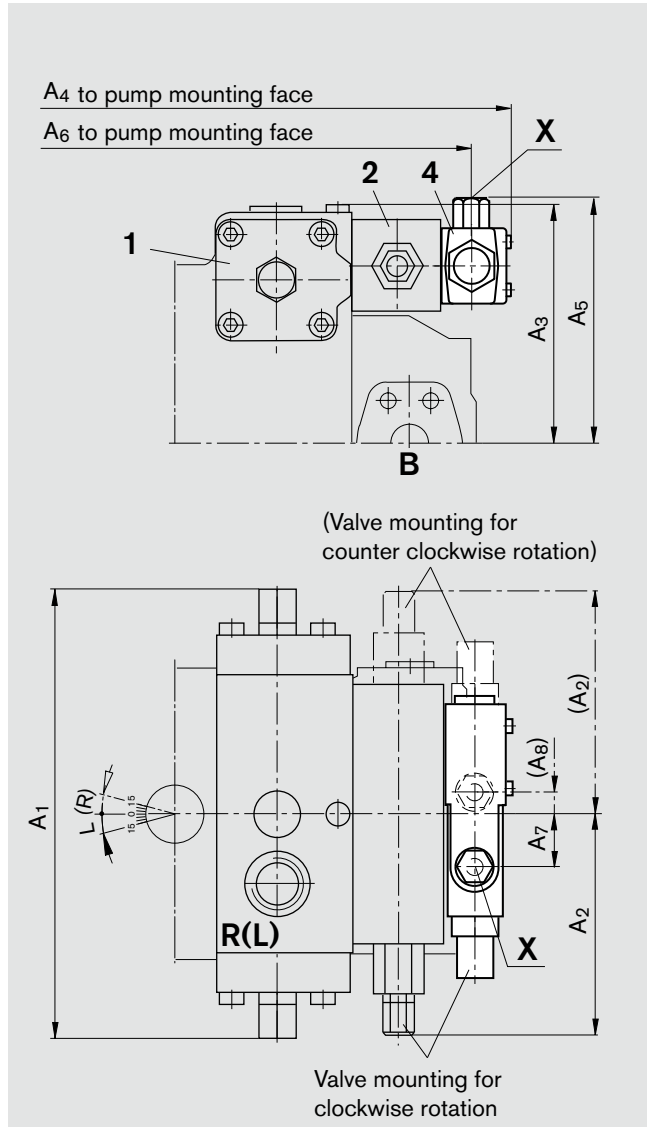 A4 to pump mounting face
A6 to pump mounting face
X
2
4
1
A3
A5
B
(Valve mounting for
counter clockwise rotation)
(A2)
(A8)
A1
L (R)
15 0 15
A7
A2
R(L)
X
Valve mounting for
clockwise rotation